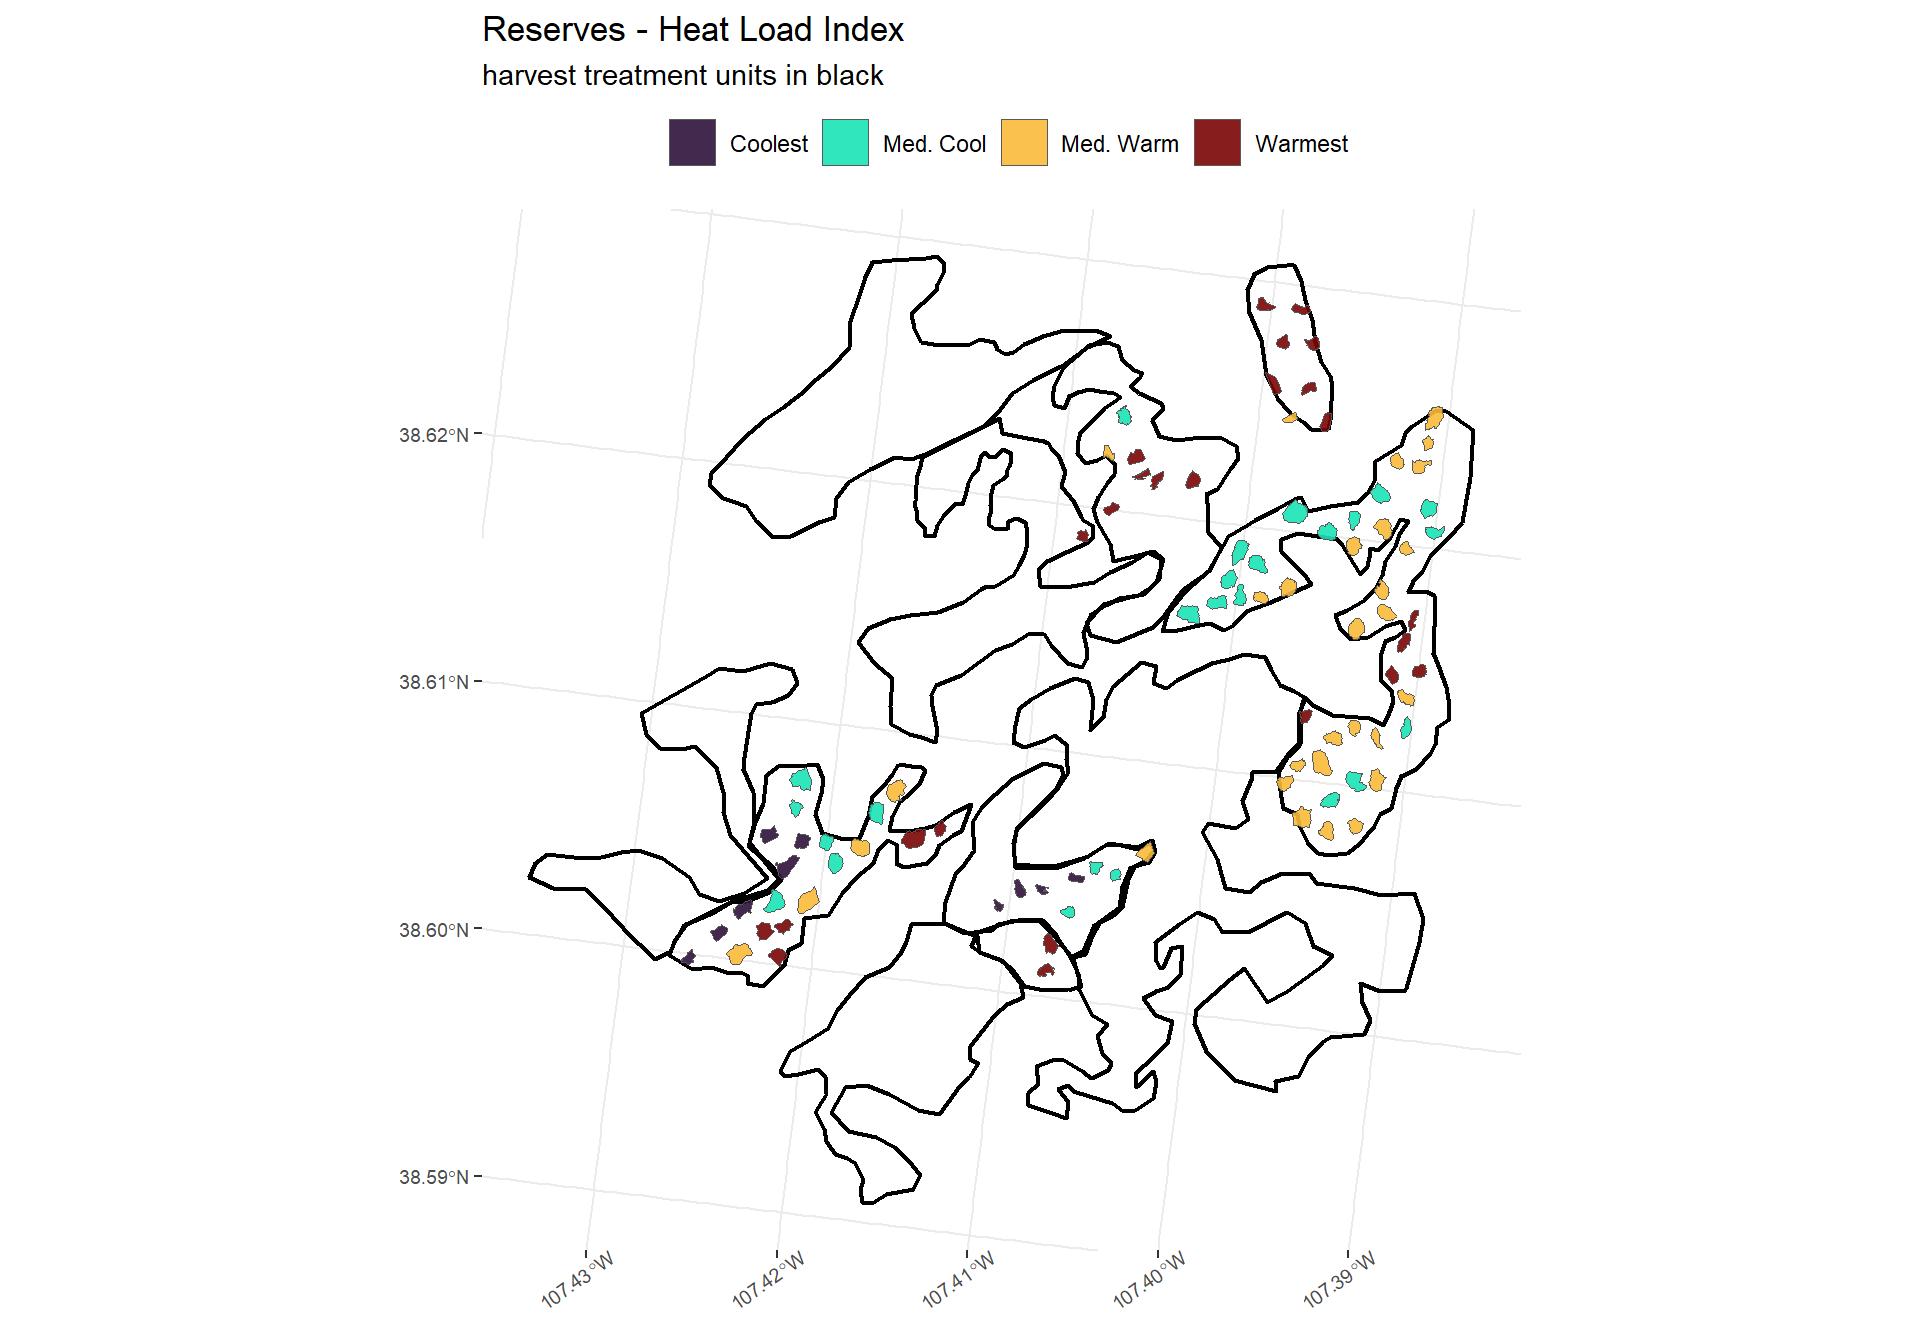 Reserves - Heat Load Index
harvest treatment units in black
Coolest Med. Cool Med. Warm Warmest
38.62°N
38.61°N
38.60°N
38.59°N
107.43°W 107.42°W 107.41°W 107.40°W 107.39°W